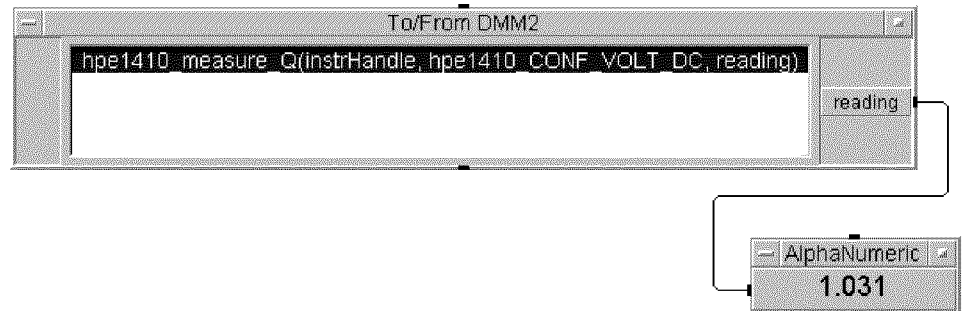 To/From DMM2
hpe1410_measure_Q(instrHandle, hpe1410_CONF_VOLT_DC, reading)
reading
AlphaNumeric
1.031